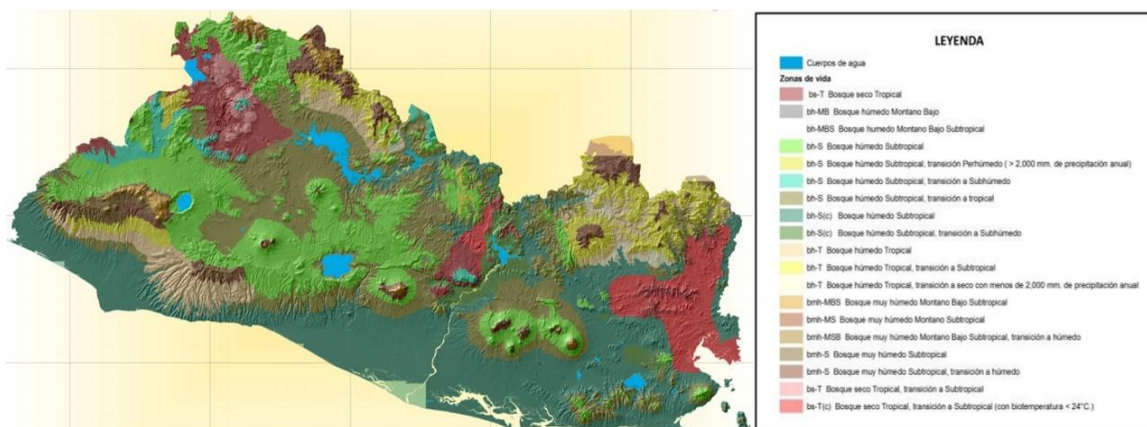 LEYENDA
Cuerpos de agua
Zonas de vida
bs-T Bosque seco Tropical
bh-MB Bosque húmedo Montano Bajo
bh-MBS Bosque humedo Montano Bajo Subtropical
bh-S Bosque húmedo Subtropical
bh-S Bosque húmedo Subtropical, transición Perhúmedo ( > 2,000 mm. de precipitación anual)
bh-S Bosque húmedo Subtropical, transición a Subhúmedo
bh-S Bosque húmedo Subtropical, transición a tropical
bh-S(c) Bosque húmedo Subtropical
bh-S(c) Bosque húmedo Subtropical, transición a Subhúmedo
bh-T Bosque húmedo Tropical
bh-T Bosque húmedo Tropical, transición a Subtropical
bh-T Bosque húmedo Tropical, transición a seco con menos de 2,000 mm. de precipitación anual
bmh-MBS Bosque muy húmedo Montano Bajo Subtropical
bmh-MS Bosque muy húmedo Montano Subtropical
bmh-MSB Bosque muy húmedo Montano Bajo Subtropical, transición a húmedo
bmh-S Bosque muy húmedo Subtropical
bmh-S Bosque muy húmedo Subtropical, transición a húmedo
bs-T Bosque seco Tropical, transición a Subtropical
bs-T(c) Bosque seco Tropical, transición a Subtropical (con biotemperatura < 24°C.)